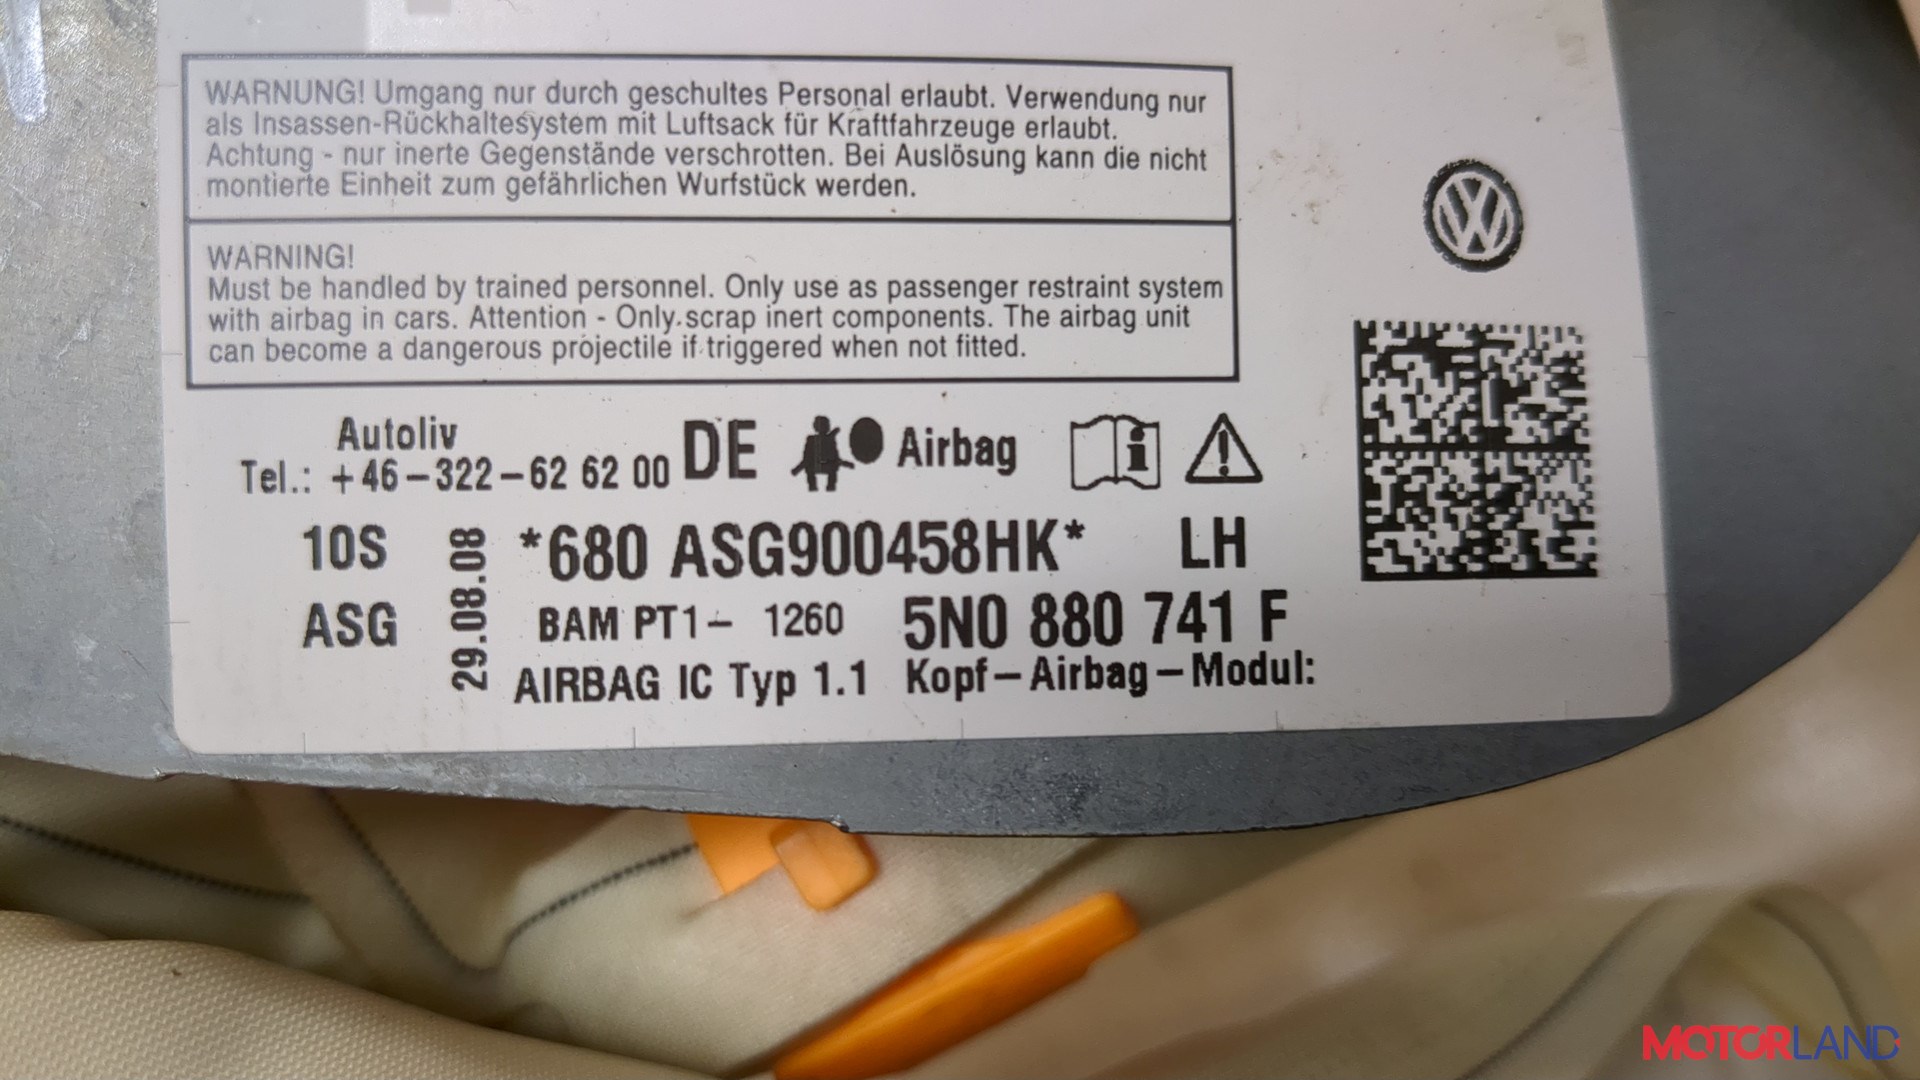 WARNUNG! Umgang nur durch geschultes Personal erlaubt. Verwendung nur
als Insassen-Rückhaltesystem mit Luftsack für Kraftfahrzeuge erlaubt.
Achtung - nur inerte Gegenstände verschrotten. Bei Auslösung kann die nicht
montierte Einheit zum gefährlichen Wurfstück werden.
WARNING!
Must be handled by trained personnel. Only use as passenger restraint system
with airbag in cars. Attention - Only scrap inert components. The airbag unit
can become a dangerous projectile if triggered when not fitted.
Autoliv
Tel.: +46-322-62 62 00 DE Airbag
10S
ASG
29.08.08
*680 ASG900458HK* LH
BAM PT1- 1260 5N0 880 741 F
AIRBAG IC Typ 1.1 Kopf-Airbag-Modul:
MOTORLAND